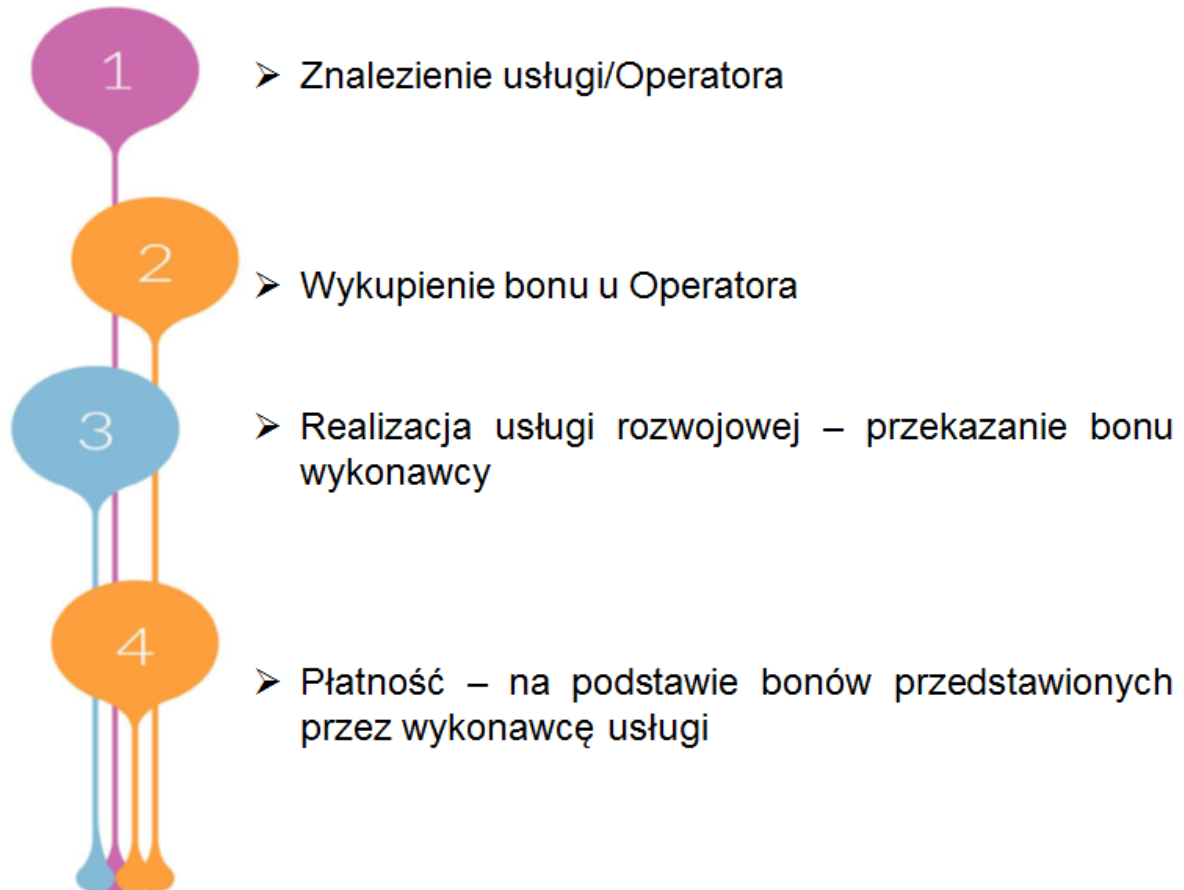 1
➢ Znalezienie usługi/Operatora
2
➢ Wykupienie bonu u Operatora
3
➢ Realizacja usługi rozwojowej – przekazanie bonu
wykonawcy
4
➢ Płatność – na podstawie bonów przedstawionych
przez wykonawcę usługi